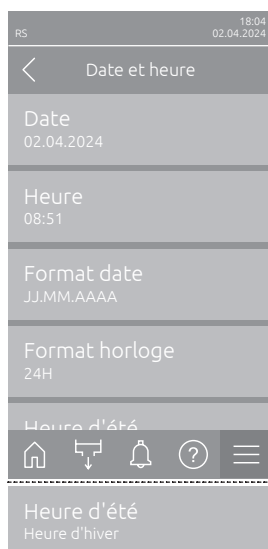 18:04
RS 02.04.2024
Date et heure
Date
02.04.2024
Heure
08:51
Format date
JJ.MM.AAAA
Format horloge
24H
Heure d'été
?
Heure d'été
Heure d'hiver